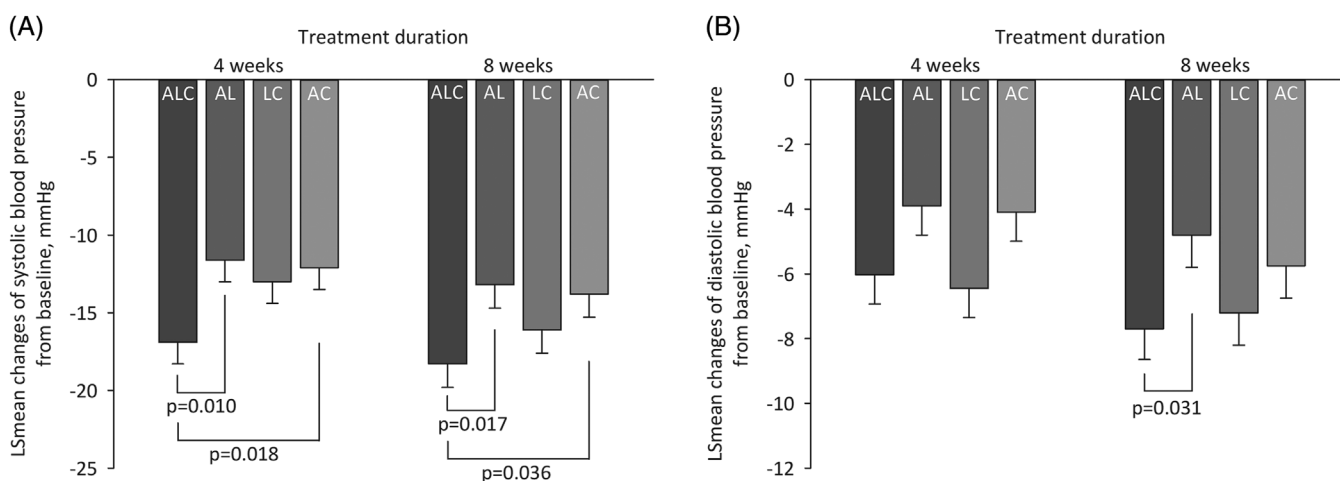 (A)
Treatment duration
4 weeks
8 weeks
LSmean changes of systolic blood pressure
from baseline, mmHg
0
-5
-10
-15
-20
-25
ALC
AL
LC
AC
ALC
AL
LC
AC
p=0.010
p=0.018
p=0.017
p=0.036
(B)
Treatment duration
4 weeks
8 weeks
LSmean changes of diastolic blood pressure
from baseline, mmHg
0
-2
-4
-6
-8
-10
-12
ALC
AL
LC
AC
ALC
AL
LC
AC
p=0.031